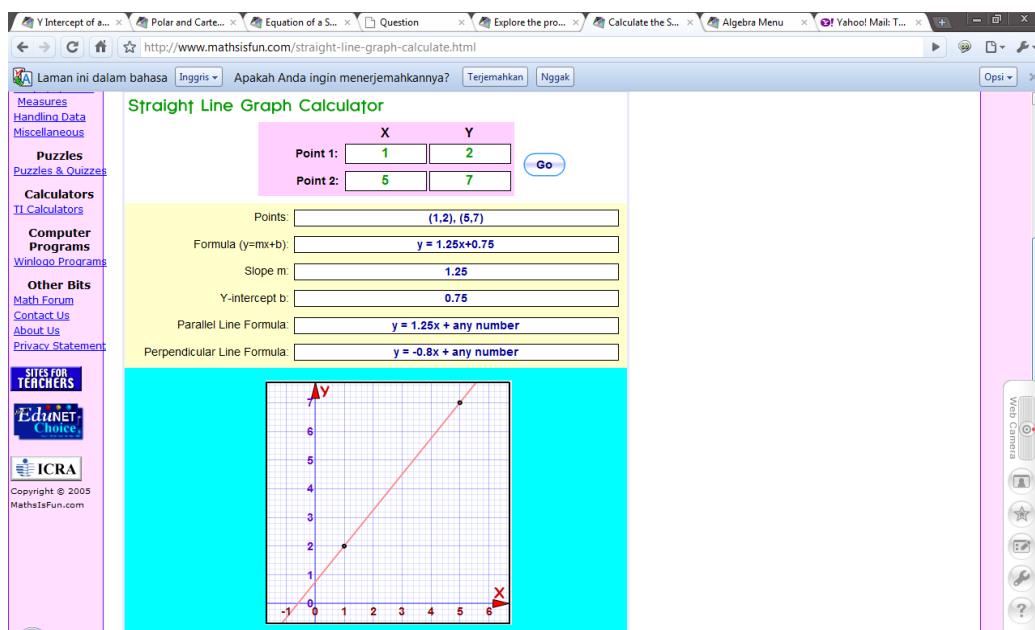 Y Intercept of a... Polar and Carte... Equation of a S... Question Explore the pro... Calculate the S... Algebra Menu Yahoo! Mail: T...
http://www.mathsisfun.com/straight-line-graph-calculate.html
Laman ini dalam bahasa Inggris Apakah Anda ingin menerjemahkannya? Terjemahkan Nggak Opsi
Measures
Handling Data
Miscellaneous
Puzzles
Puzzles & Quizzes
Calculators
TI Calculators
Computer
Programs
Winlogo Programs
Other Bits
Math Forum
Contact Us
About Us
Privacy Statement
SITES FOR
TEACHERS
EduNET
Choice
ICRA
Copyright © 2005
MathsIsFun.com
Straight Line Graph Calculator
X Y
Point 1: 1 2
Go
Point 2: 5 7
Points: (1,2), (5,7)
Formula (y=mx+b): y = 1.25x+0.75
Slope m: 1.25
Y-intercept b: 0.75
Parallel Line Formula: y = 1.25x + any number
Perpendicular Line Formula: y = -0.8x + any number
Y
7
6
5
4
3
2
1
0
X
-1 0 1 2 3 4 5 6
Web Camera